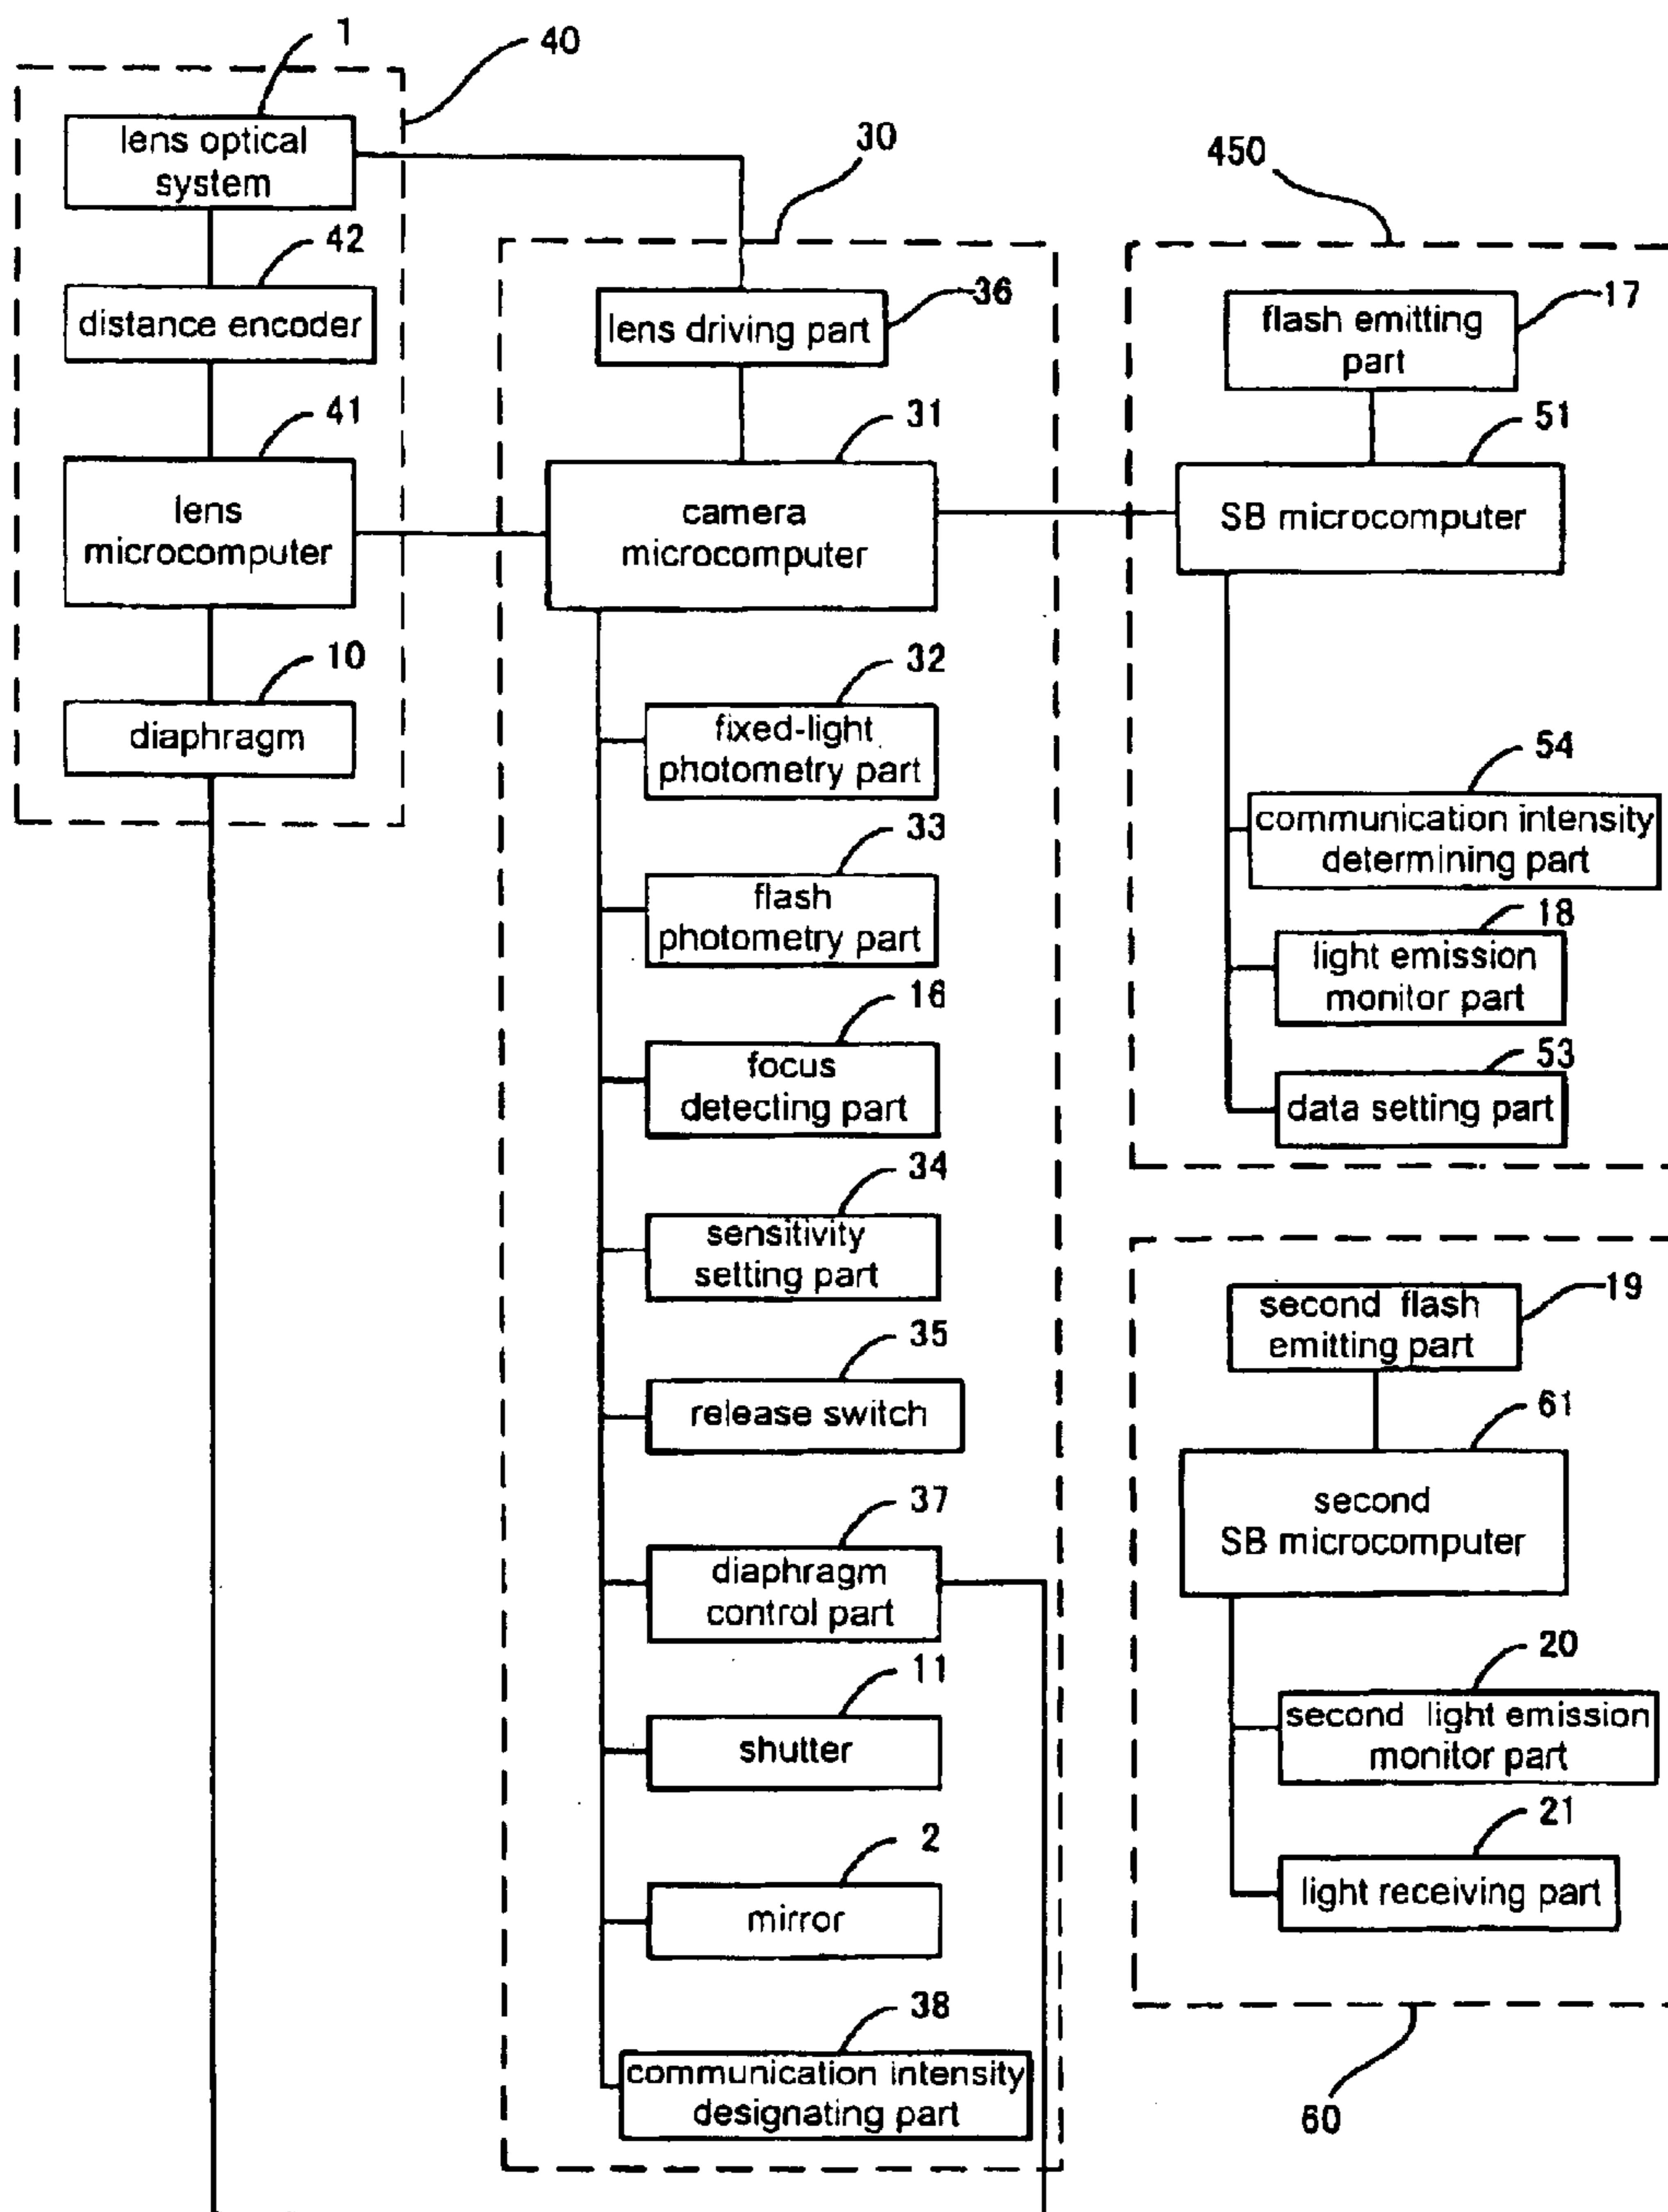 1
40
lens optical
system
42
distance encoder
41
lens
microcomputer
10
diaphragm
30
36
lens driving part
31
camera
microcomputer
32
fixed-light
photometry part
33
flash
photometry part
16
focus
detecting part
34
sensitivity
setting part
35
release switch
37
diaphragm
control part
11
shutter
2
mirror
38
communication intensity
designating part
450
17
flash emitting
part
51
SB microcomputer
54
communication intensity
determining part
18
light emission
monitor part
53
data setting part
19
second flash
emitting part
61
second
SB microcomputer
20
second light emission
monitor part
21
light receiving part
60